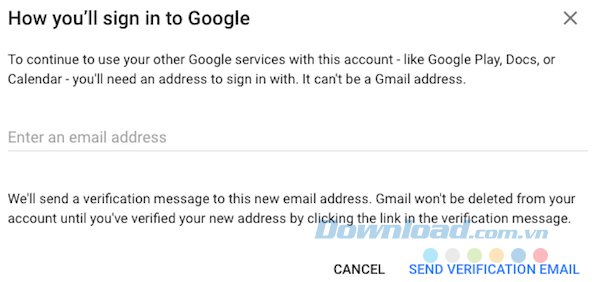 How you'll sign in to Google
To continue to use your other Google services with this account - like Google Play, Docs, or
Calendar - you'll need an address to sign in with. It can't be a Gmail address.
Enter an email address
We'll send a verification message to this new email address. Gmail won't be deleted from your
account until you've verified your new address by clicking the link in the verification message.
Download.com.vn
CANCEL SEND VERIFICATION EMAIL